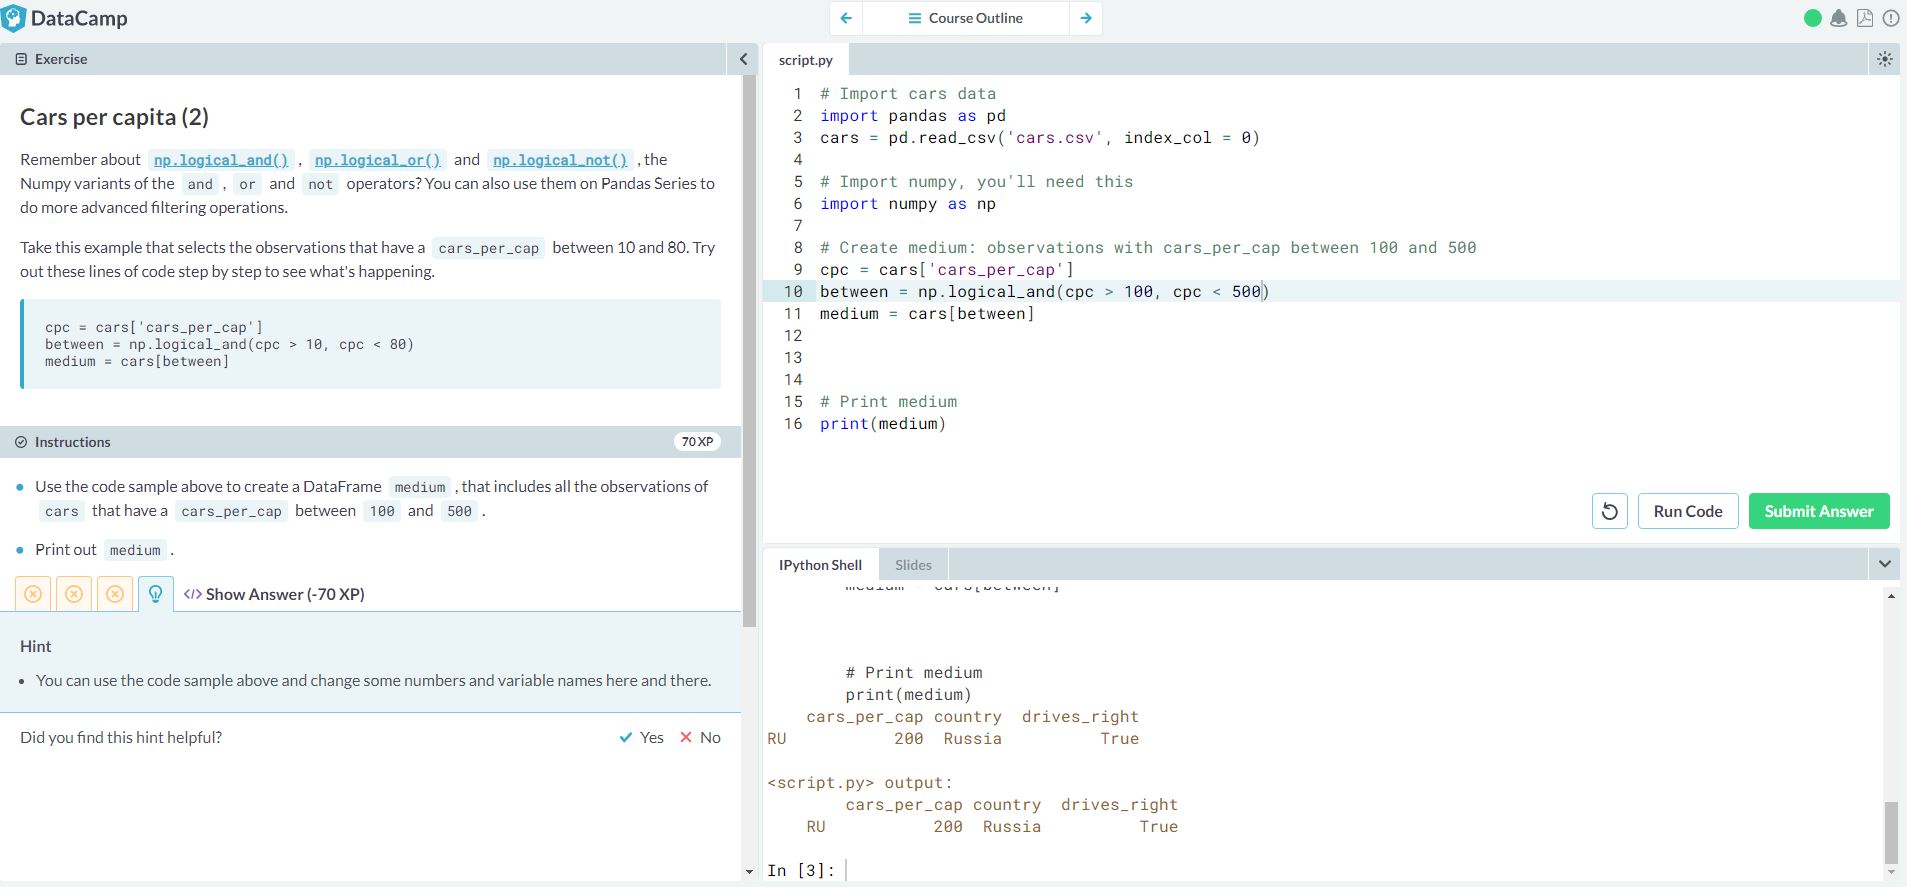 DataCamp
Course Outline
Exercise
Cars per capita (2)
Remember about np.logical_and() , np.logical_or() and np.logical_not() , the
Numpy variants of the and , or and not operators? You can also use them on Pandas Series to
do more advanced filtering operations.
Take this example that selects the observations that have a cars_per_cap between 10 and 80. Try
out these lines of code step by step to see what's happening.
cpc = cars['cars_per_cap']
between = np.logical_and(cpc > 10, cpc < 80)
medium = cars[between]
Instructions
70 XP
Use the code sample above to create a DataFrame medium , that includes all the observations of
cars that have a cars_per_cap between 100 and 500 .
Print out medium .
</> Show Answer (-70 XP)
Hint
You can use the code sample above and change some numbers and variable names here and there.
Did you find this hint helpful?
Yes
No
script.py
1 # Import cars data
2 import pandas as pd
3 cars = pd.read_csv('cars.csv', index_col = 0)
4
5 # Import numpy, you'll need this
6 import numpy as np
7
8 # Create medium: observations with cars_per_cap between 100 and 500
9 cpc = cars['cars_per_cap']
10 between = np.logical_and(cpc > 100, cpc < 500)
11 medium = cars[between]
12
13
14
15 # Print medium
16 print(medium)
Run Code
Submit Answer
IPython Shell
Slides
medium = cars[between]
# Print medium
print(medium)
cars_per_cap country drives_right
RU 200 Russia True
<script.py> output:
cars_per_cap country drives_right
RU 200 Russia True
In [3]: